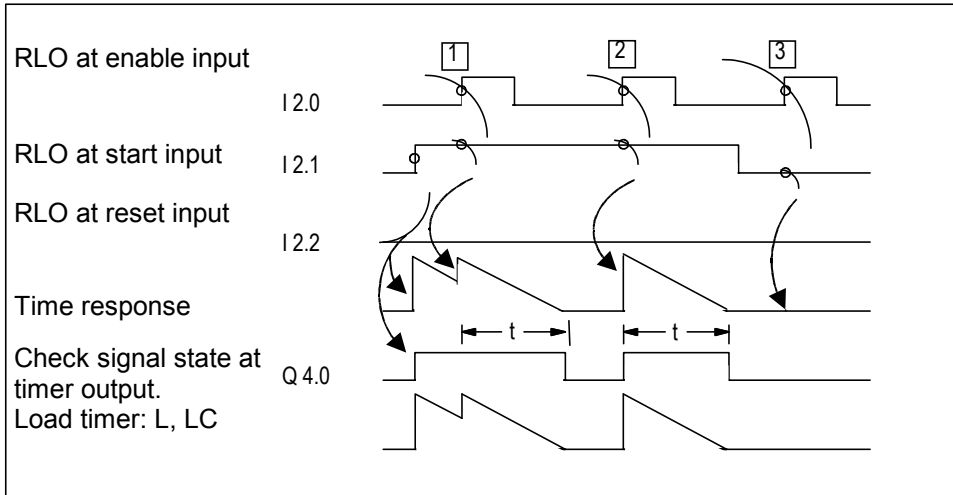 1
2
3
RLO at enable input
I 2.0
RLO at start input
I 2.1
RLO at reset input
I 2.2
Time response
t
t
Check signal state at
timer output.
Q 4.0
Load timer: L, LC